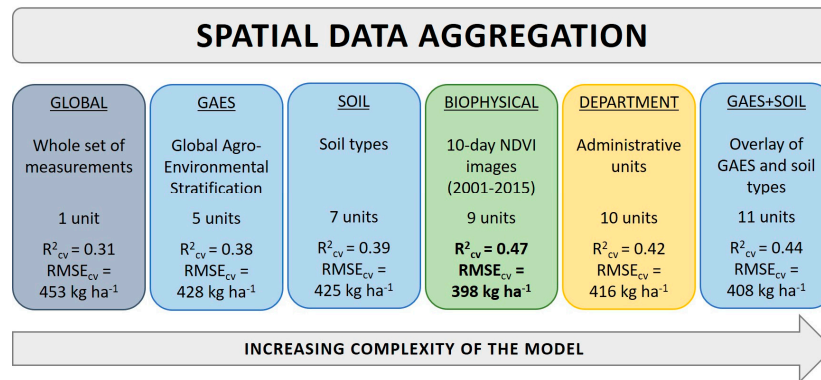 SPATIAL DATA AGGREGATION
GLOBAL
Whole set of
measurements
1 unit
R²cv = 0.31
RMSEcv =
453 kg ha⁻¹
GAES
Global Agro-
Environmental
Stratification
5 units
R²cv = 0.38
RMSEcv =
428 kg ha⁻¹
SOIL
Soil types
7 units
R²cv = 0.39
RMSEcv =
425 kg ha⁻¹
BIOPHYSICAL
10-day NDVI
images
(2001-2015)
9 units
R²cv = 0.47
RMSEcv =
398 kg ha⁻¹
DEPARTMENT
Administrative
units
10 units
R²cv = 0.42
RMSEcv =
416 kg ha⁻¹
GAES+SOIL
Overlay of
GAES and soil
types
11 units
R²cv = 0.44
RMSEcv =
408 kg ha⁻¹
INCREASING COMPLEXITY OF THE MODEL